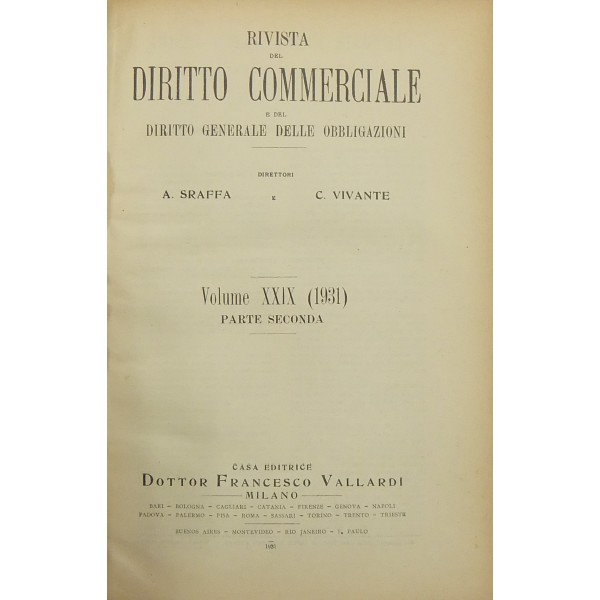 RIVISTA
DEL
DIRITTO COMMERCIALE
E DEL
DIRITTO GENERALE DELLE OBBLIGAZIONI
DIRETTORI
A. SRAFFA E C. VIVANTE
Volume XXIX (1931)
PARTE SECONDA
CASA EDITRICE
DOTTOR FRANCESCO VALLARDI
MILANO
BARI - BOLOGNA - CAGLIARI - CATANIA - FIRENZE - GENOVA - NAPOLI
PADOVA - PALERMO - PISA - ROMA - SASSARI - TORINO - TRENTO - TRIESTE
BUENOS AIRES - MONTEVIDEO - RIO JANEIRO - S. PAULO
1931